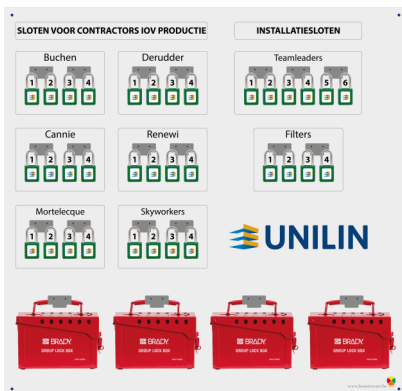 SLOTEN VOOR CONTRACTORS IOV PRODUCTIE
INSTALLATIESLOTEN
Buchen
1 2 3 4
Derudder
1 2 3 4
Teamleaders
1 2 3 4 5 6
Cannie
1 2 3 4
Renewi
1 2 3 4
Filters
1 2 3 4
Mortelecque
1 2 3 4
Skyworkers
1 2 3 4
UNILIN
BRADY
GROUP LOCK BOX
BRADY
GROUP LOCK BOX
BRADY
GROUP LOCK BOX
BRADY
GROUP LOCK BOX